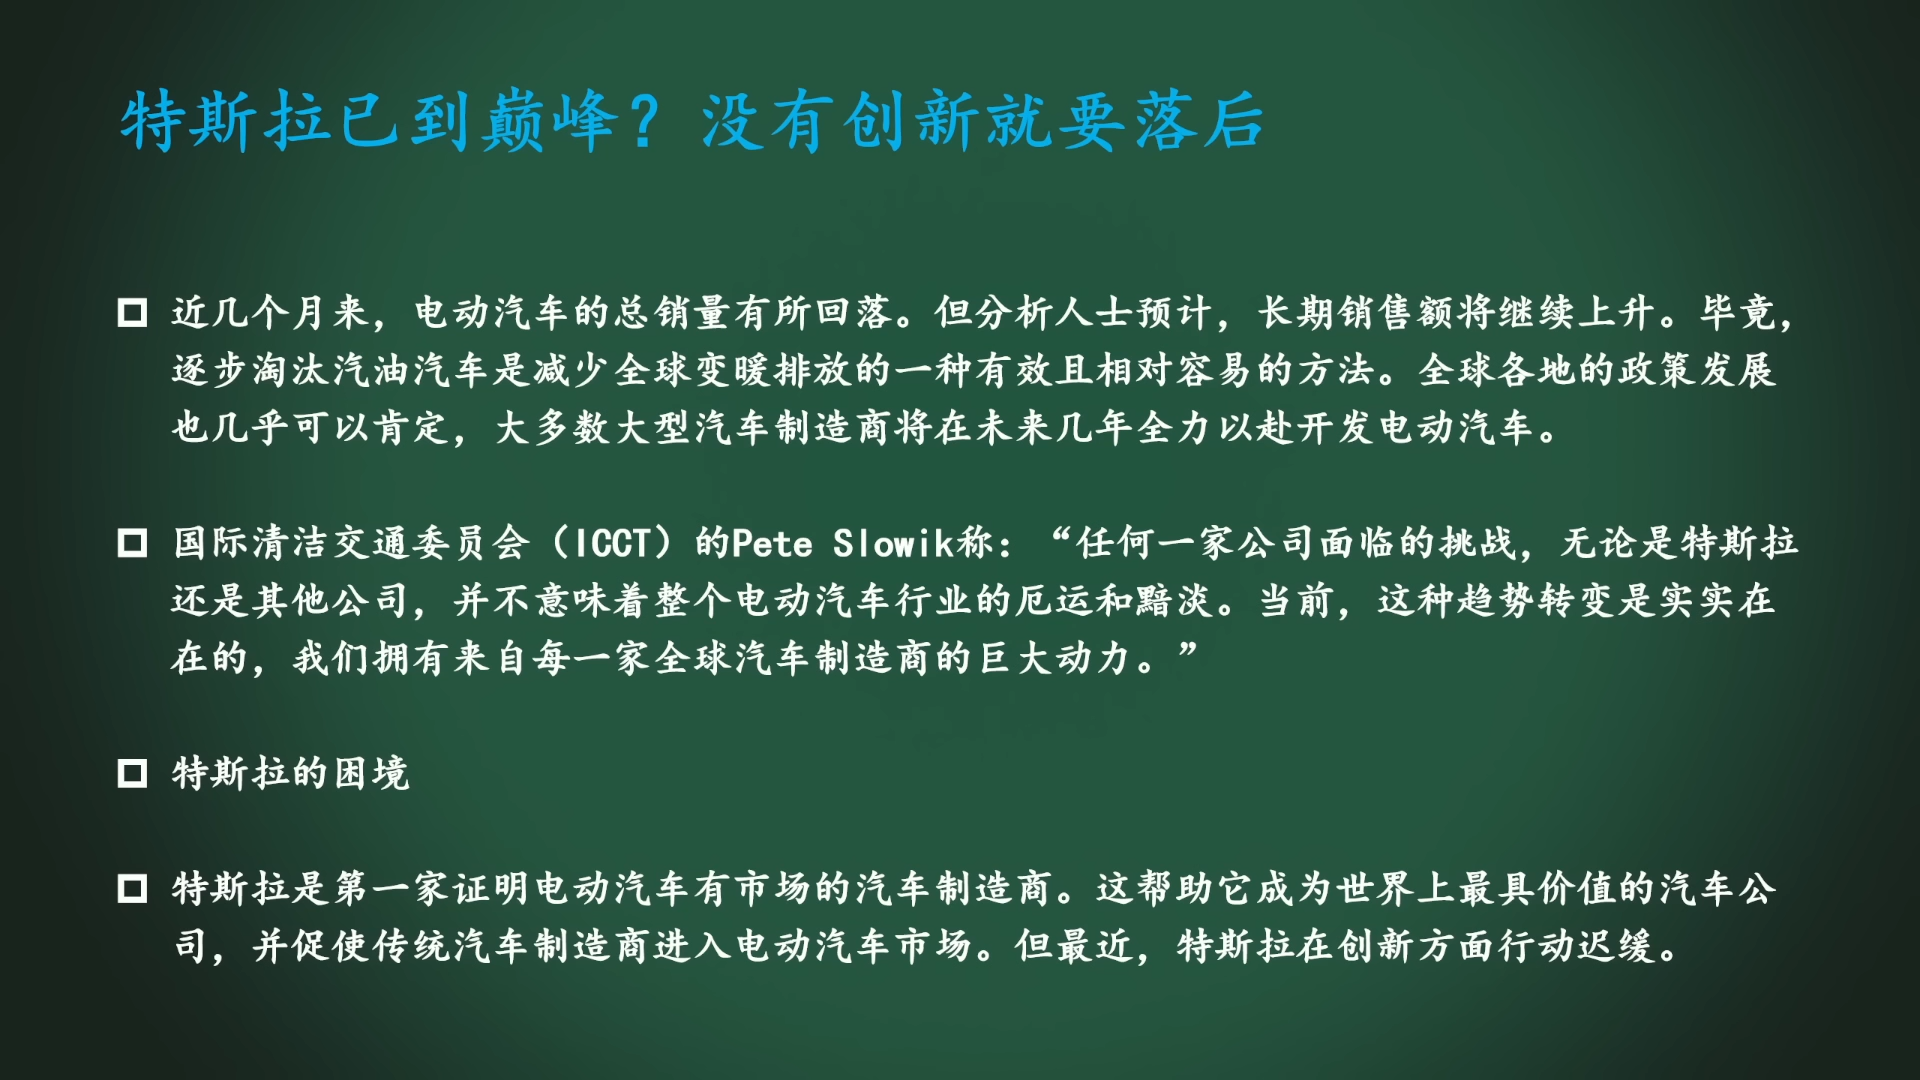 特斯拉已到巅峰？没有创新就要落后
近几个月来，电动汽车的总销量有所回落。但分析人士预计，长期销售额将继续上升。毕竟，
逐步淘汰汽油汽车是减少全球变暖排放的一种有效且相对容易的方法。全球各地的政策发展
也几乎可以肯定，大多数大型汽车制造商将在未来几年全力以赴开发电动汽车。
国际清洁交通委员会（ICCT）的Pete Slowik称：“任何一家公司面临的挑战，无论是特斯拉
还是其他公司，并不意味着整个电动汽车行业的厄运和黯淡。当前，这种趋势转变是实实在
在的，我们拥有来自每一家全球汽车制造商的巨大动力。”
特斯拉的困境
特斯拉是第一家证明电动汽车有市场的汽车制造商。这帮助它成为世界上最具价值的汽车公
司，并促使传统汽车制造商进入电动汽车市场。但最近，特斯拉在创新方面行动迟缓。